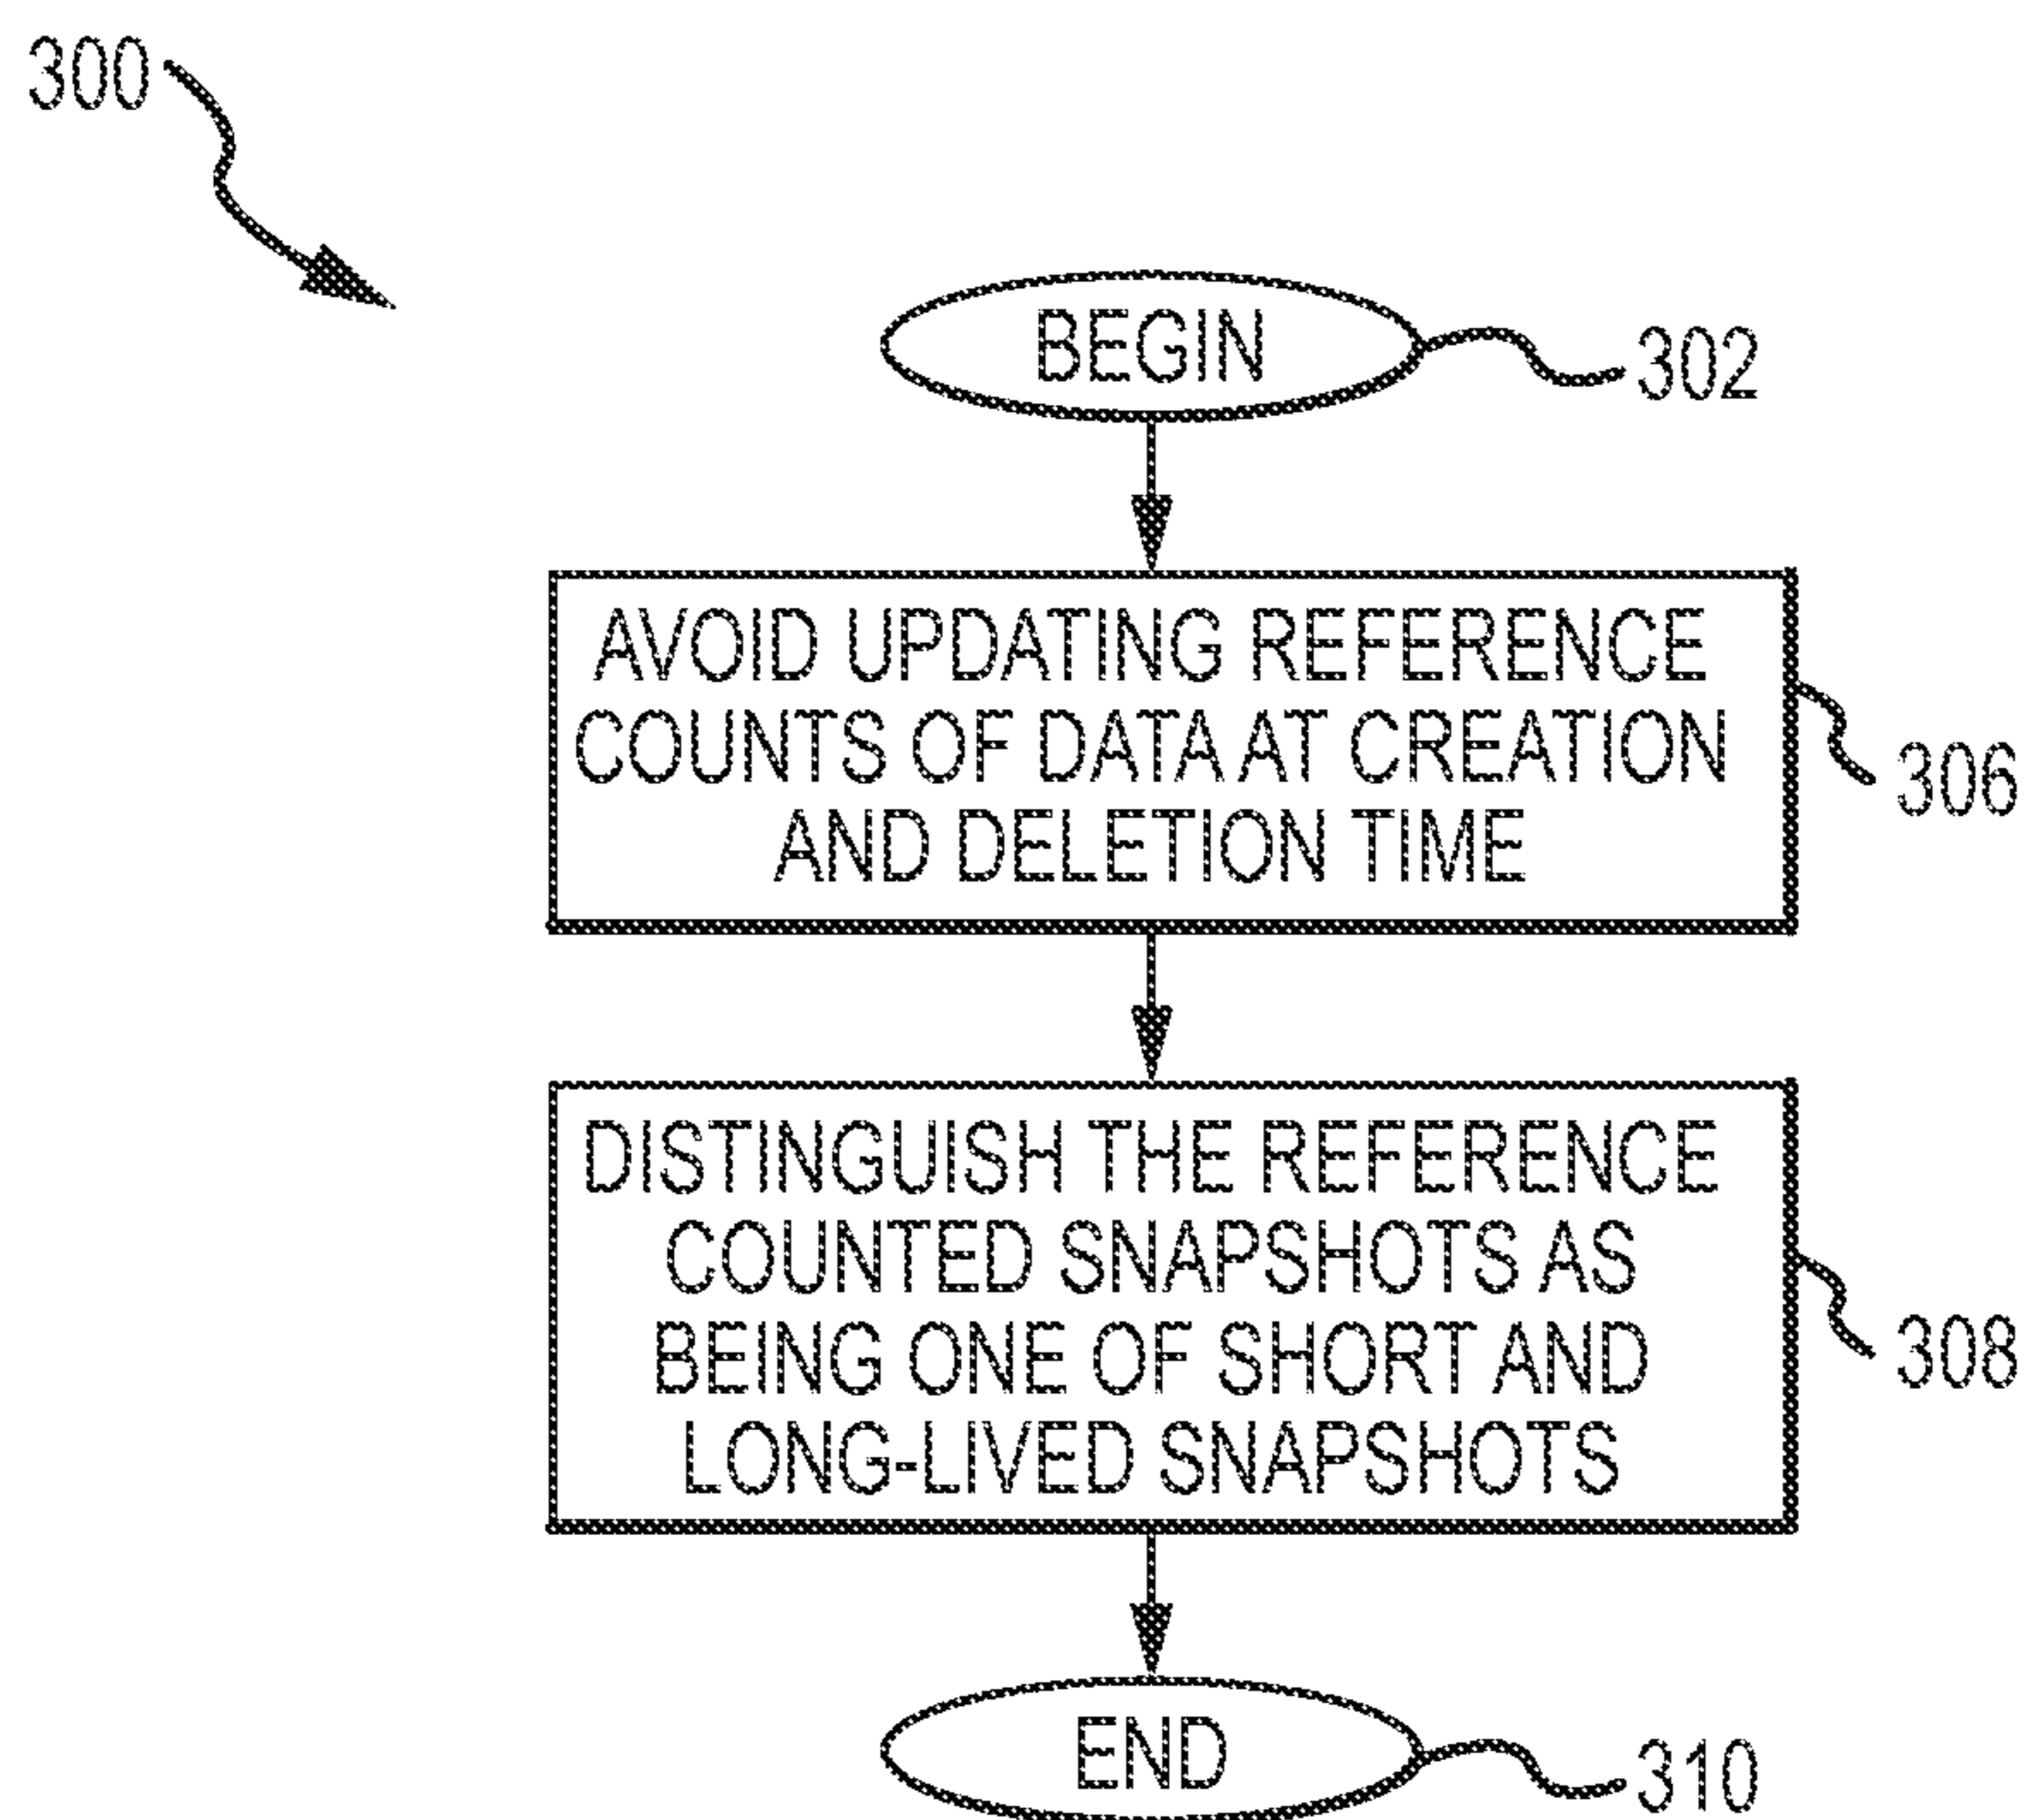 300
BEGIN
302
AVOID UPDATING REFERENCE
COUNTS OF DATA AT CREATION
AND DELETION TIME
306
DISTINGUISH THE REFERENCE
COUNTED SNAPSHOTS AS
BEING ONE OF SHORT AND
LONG-LIVED SNAPSHOTS
308
END
310